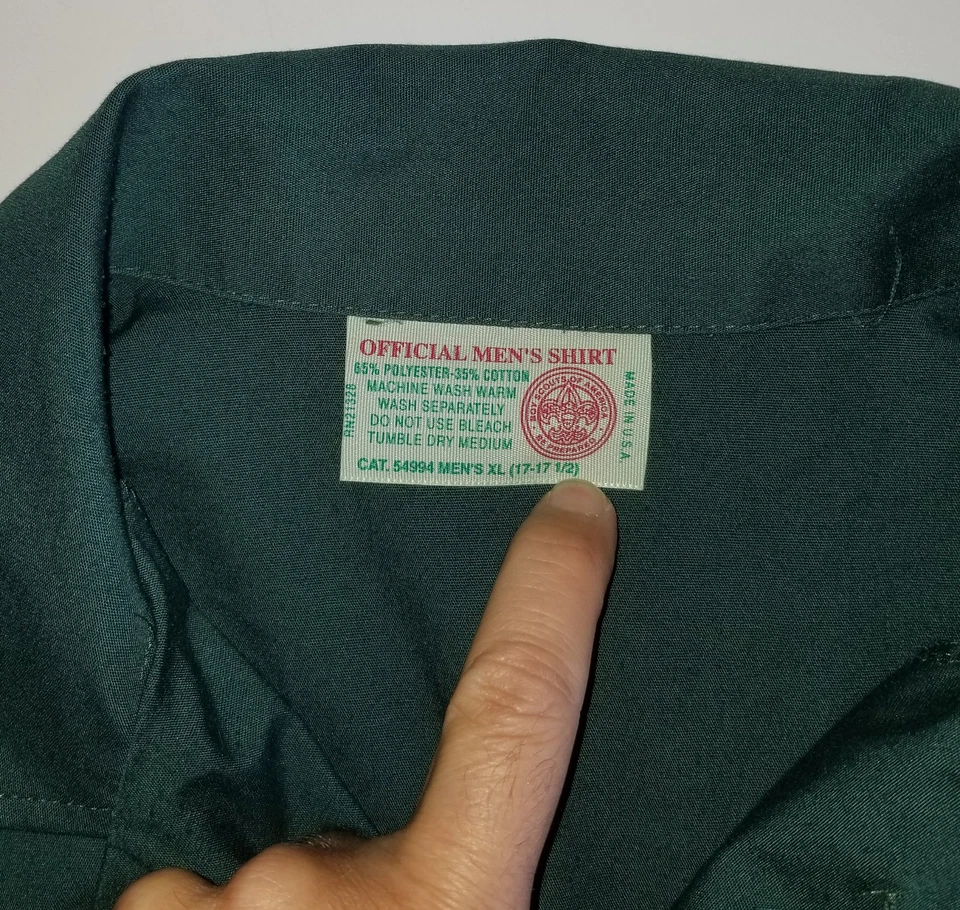 OFFICIAL MEN'S SHIRT
65% POLYESTER-35% COTTON
MACHINE WASH WARM
WASH SEPARATELY
DO NOT USE BLEACH
TUMBLE DRY MEDIUM
CAT. 54994 MEN'S XL (17-17 1/2)
RN21328
BOY SCOUTS OF AMERICA
BE PREPARED
MADE IN U.S.A.